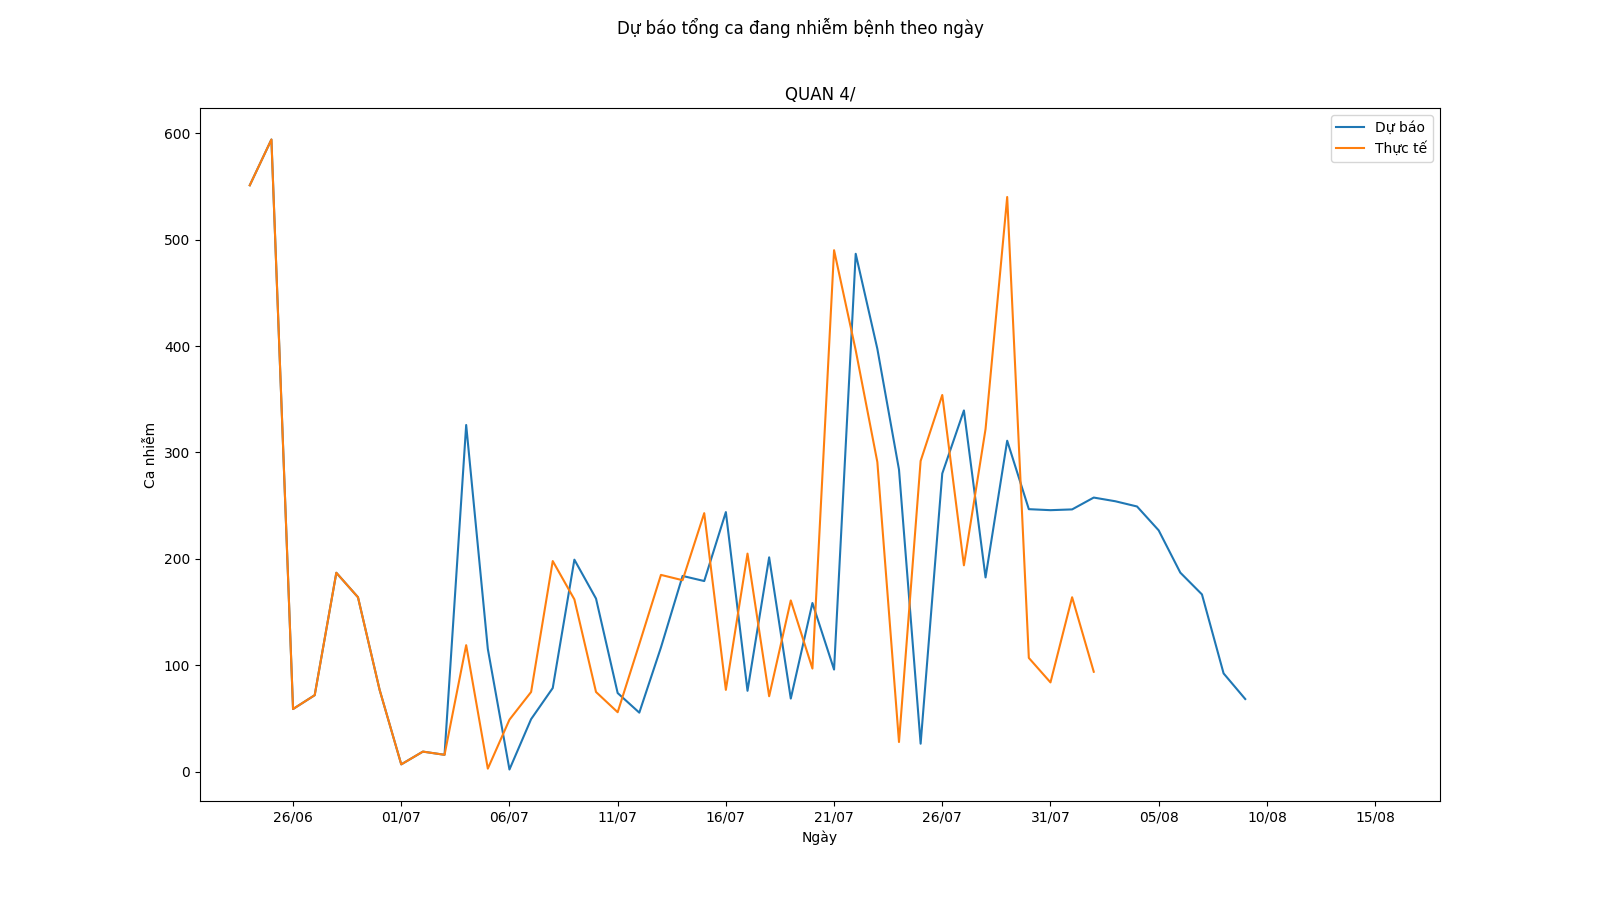 Dự báo tổng ca đang nhiễm bệnh theo ngày
QUAN 4/
Dự báo
Thực tế
600
500
400
300
200
100
0
Ca nhiễm
26/06 01/07 06/07 11/07 16/07 21/07 26/07 31/07 05/08 10/08 15/08
Ngày